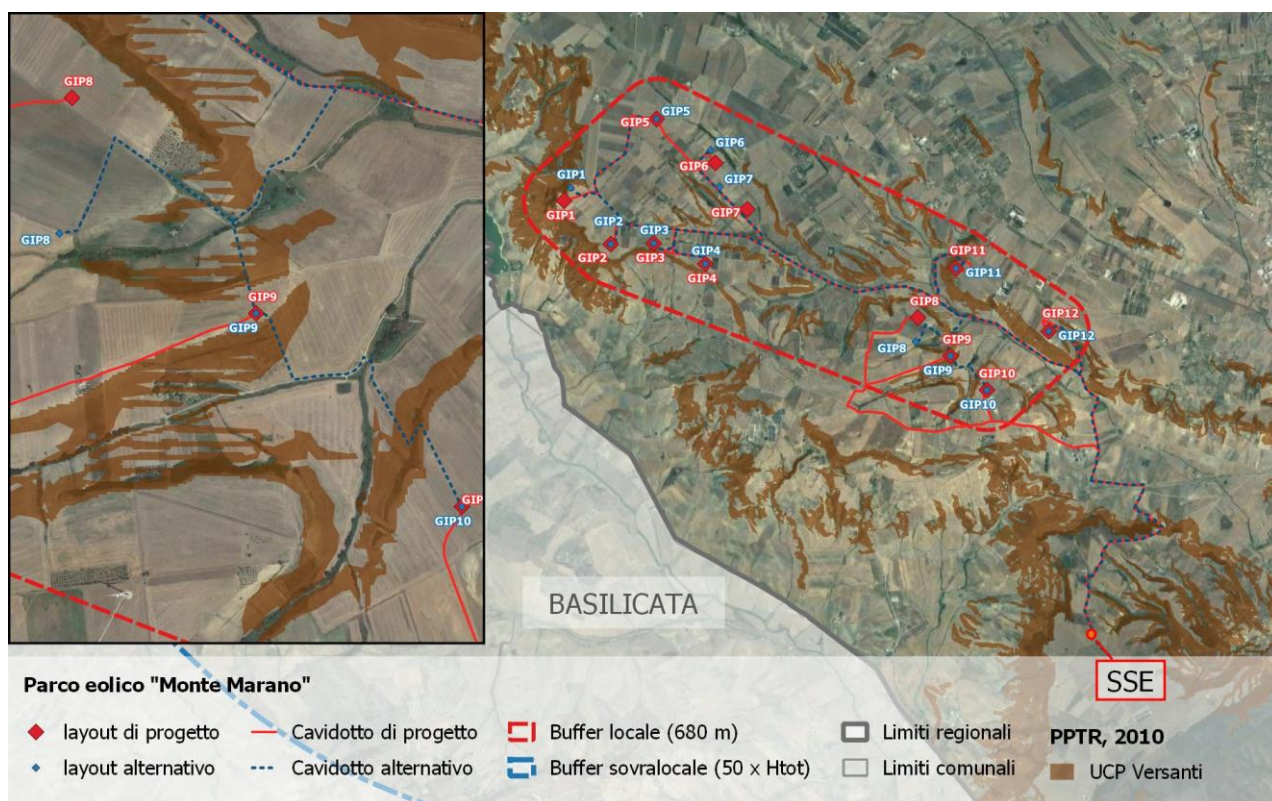 GIP8
GIP8
GIP9
GIP9
GIP
GIP10
GIP5
GIP5
GIP6
GIP6
GIP7
GIP7
GIP1
GIP1
GIP2
GIP2
GIP3
GIP3
GIP4
GIP4
GIP11
GIP11
GIP8
GIP8
GIP12
GIP12
GIP9
GIP9
GIP10
GIP10
BASILICATA
SSE
Parco eolico "Monte Marano"
layout di progetto
Cavidotto di progetto
Buffer locale (680 m)
Limiti regionali
PPTR, 2010
layout alternativo
Cavidotto alternativo
Buffer sovralocale (50 x Htot)
Limiti comunali
UCP Versanti